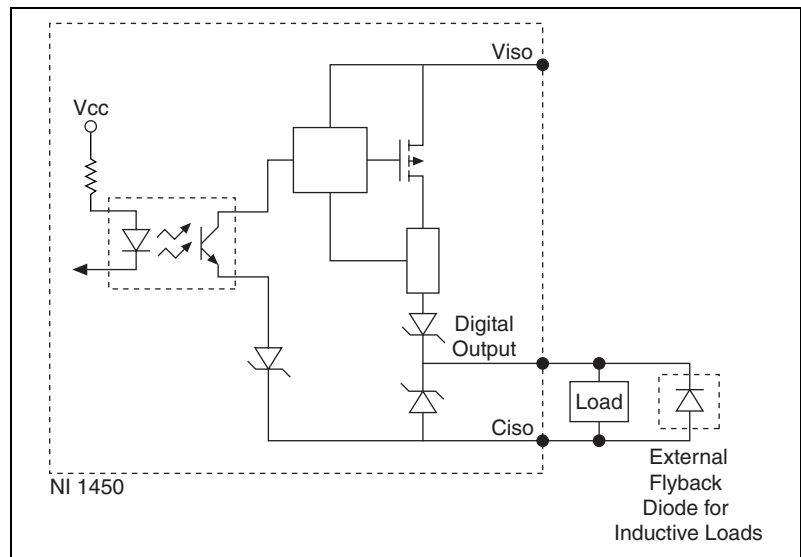 Viso
Vcc
Digital
Output
Load
Ciso
NI 1450
External
Flyback
Diode for
Inductive Loads